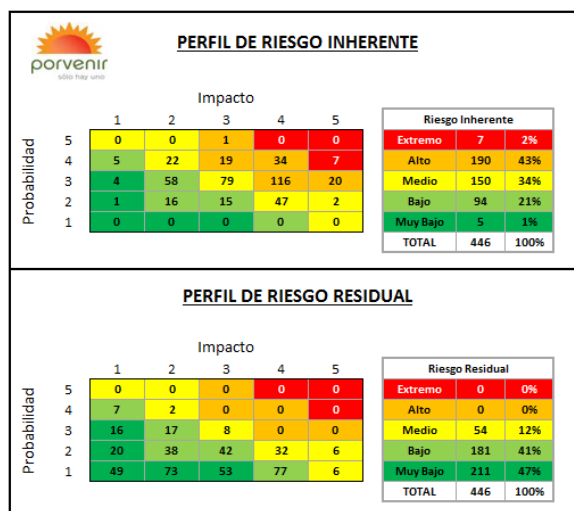 porvenir
sólo hay uno
PERFIL DE RIESGO INHERENTE
Impacto
1 2 3 4 5
Probabilidad
5 0 0 1 0 0
4 5 22 19 34 7
3 4 58 79 116 20
2 1 16 15 47 2
1 0 0 0 0 0
Riesgo Inherente
Extremo 7 2%
Alto 190 43%
Medio 150 34%
Bajo 94 21%
Muy Bajo 5 1%
TOTAL 446 100%
PERFIL DE RIESGO RESIDUAL
Impacto
1 2 3 4 5
Probabilidad
5 0 0 0 0 0
4 7 2 0 0 0
3 16 17 8 0 0
2 20 38 42 32 6
1 49 73 53 77 6
Riesgo Residual
Extremo 0 0%
Alto 0 0%
Medio 54 12%
Bajo 181 41%
Muy Bajo 211 47%
TOTAL 446 100%